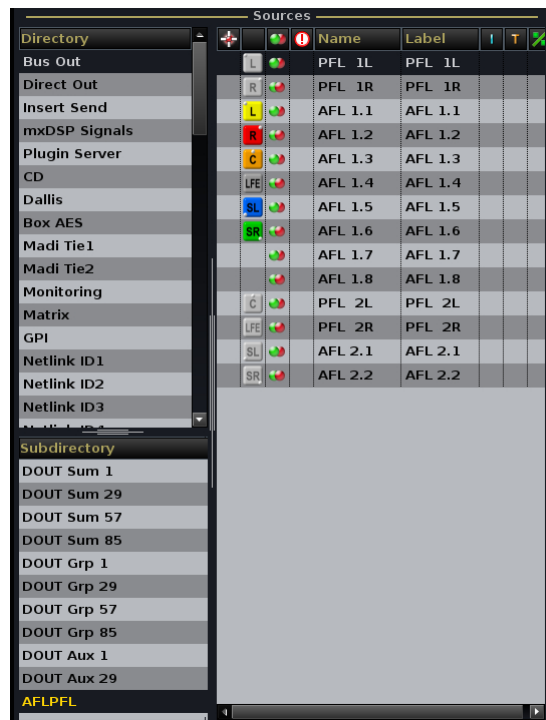 Sources
Directory
Bus Out
Direct Out
Insert Send
mxDSP Signals
Plugin Server
CD
Dallis
Box AES
Madi Tie1
Madi Tie2
Monitoring
Matrix
GPI
Netlink ID1
Netlink ID2
Netlink ID3
Subdirectory
DOUT Sum 1
DOUT Sum 29
DOUT Sum 57
DOUT Sum 85
DOUT Grp 1
DOUT Grp 29
DOUT Grp 57
DOUT Grp 85
DOUT Aux 1
DOUT Aux 29
AFLPFL
Name Label I T
L PFL 1L PFL 1L
R PFL 1R PFL 1R
L AFL 1.1 AFL 1.1
R AFL 1.2 AFL 1.2
C AFL 1.3 AFL 1.3
LFE AFL 1.4 AFL 1.4
SL AFL 1.5 AFL 1.5
SR AFL 1.6 AFL 1.6
AFL 1.7 AFL 1.7
AFL 1.8 AFL 1.8
C PFL 2L PFL 2L
LFE PFL 2R PFL 2R
SL AFL 2.1 AFL 2.1
SR AFL 2.2 AFL 2.2